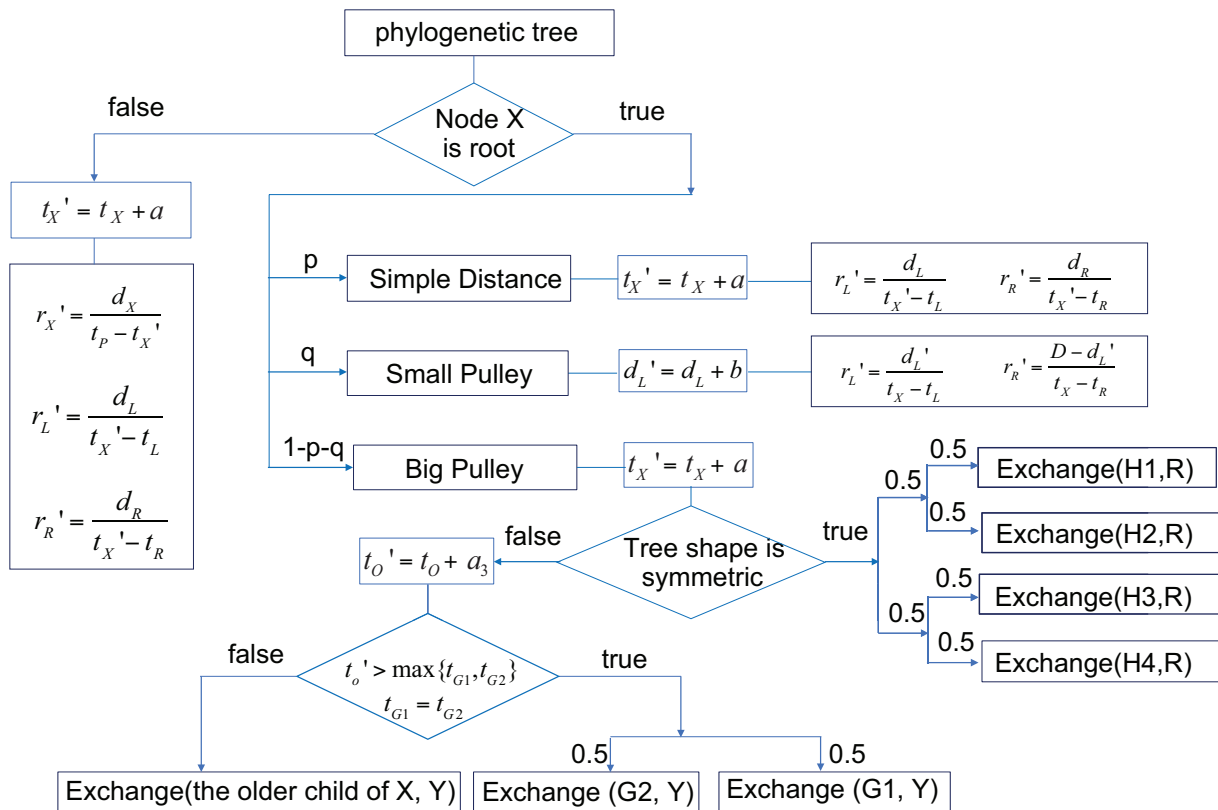 phylogenetic tree
false
true
Node X
is root
t_X' = t_X + a
r_X' = d_X / (t_P − t_X')
r_L' = d_L / (t_X' − t_L)
r_R' = d_R / (t_X' − t_R)
p
Simple Distance
t_X' = t_X + a
r_L' = d_L / (t_X' − t_L)
r_R' = d_R / (t_X' − t_R)
q
Small Pulley
d_L' = d_L + b
r_L' = d_L' / (t_X − t_L)
r_R' = (D − d_L') / (t_X − t_R)
1-p-q
Big Pulley
t_X' = t_X + a
Tree shape is
symmetric
false
true
0.5
0.5
Exchange(H1,R)
0.5
Exchange(H2,R)
0.5
0.5
Exchange(H3,R)
0.5
Exchange(H4,R)
t_O' = t_O + a_3
false
true
t_o' > max{t_G1, t_G2}
t_G1 = t_G2
0.5
0.5
Exchange(the older child of X, Y)
Exchange (G2, Y)
Exchange (G1, Y)